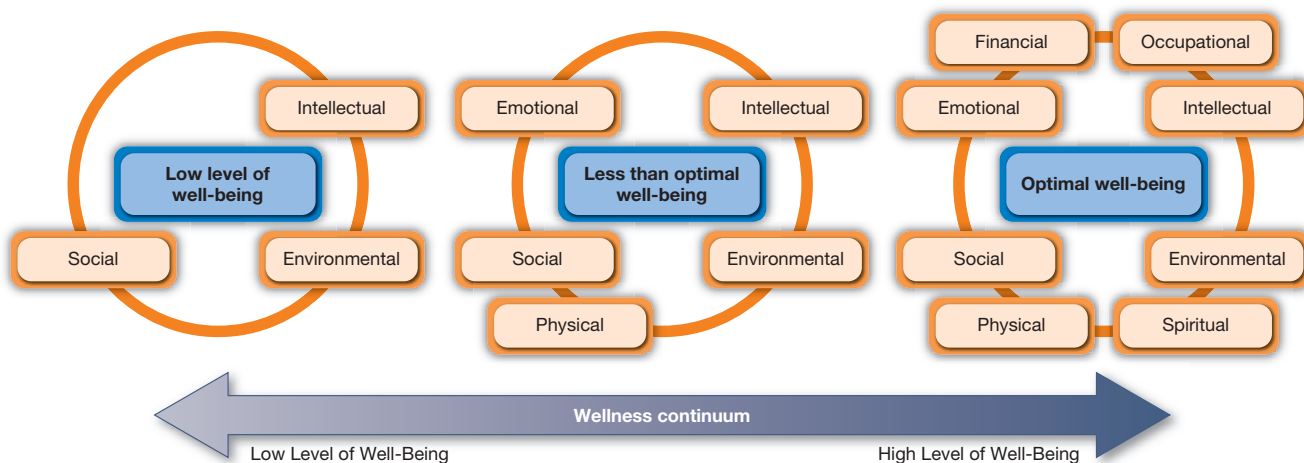 Intellectual
Low level of
well-being
Social
Environmental
Emotional
Intellectual
Less than optimal
well-being
Social
Environmental
Physical
Financial
Occupational
Emotional
Intellectual
Optimal well-being
Social
Environmental
Physical
Spiritual
Wellness continuum
Low Level of Well-Being
High Level of Well-Being